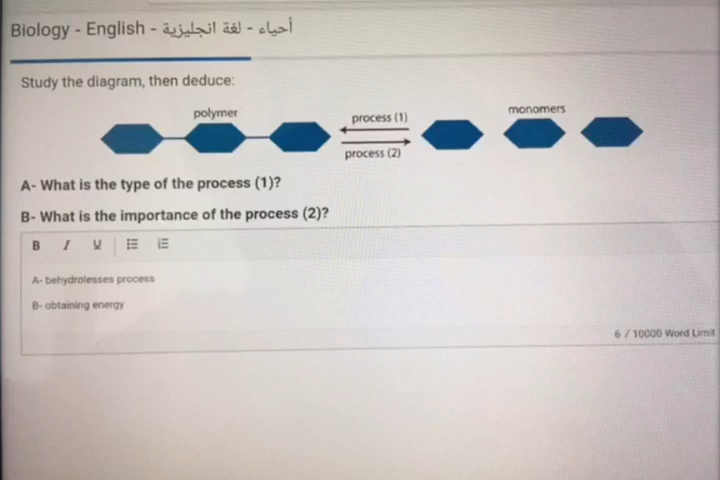 Biology - English - أحياء - لغة انجليزية
Study the diagram, then deduce:
polymer
process (1)
monomers
process (2)
A- What is the type of the process (1)?
B- What is the importance of the process (2)?
B I U
A- behydrolesses process
B- obtaining energy
6 / 10000 Word Limit